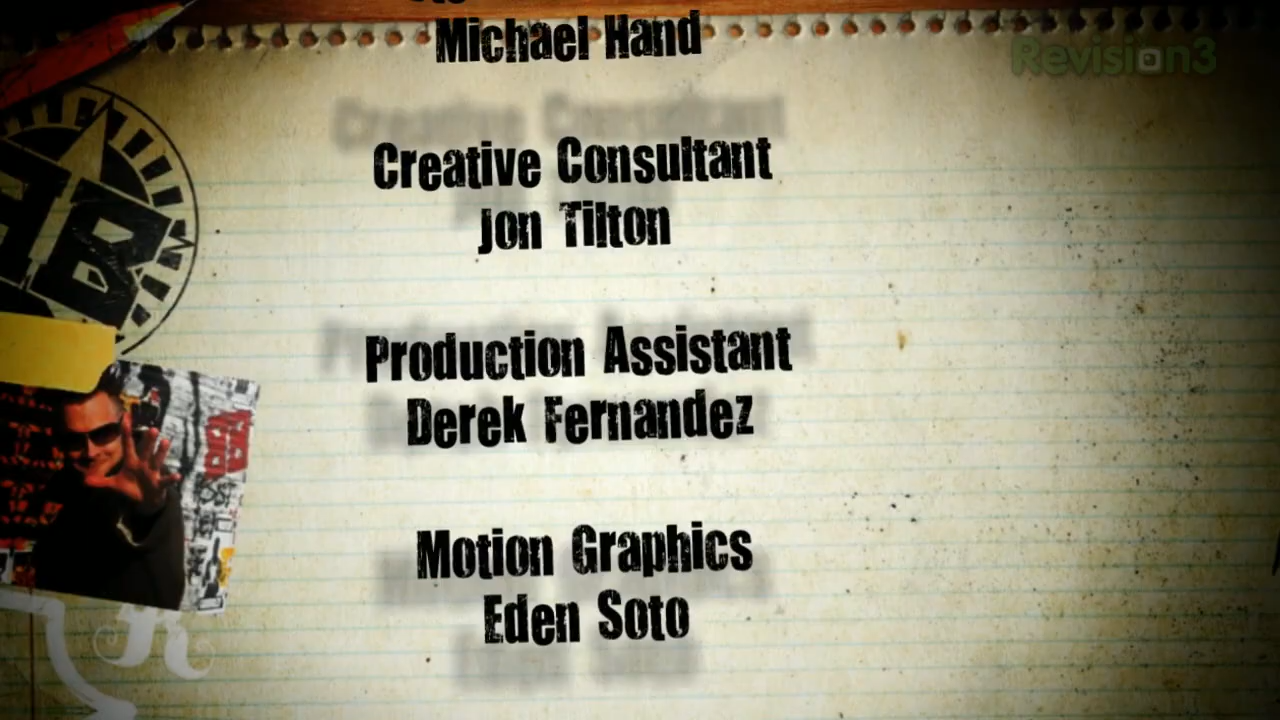 Michael Hand
Revision3
Creative Consultant
Jon Tilton
Production Assistant
Derek Fernandez
Motion Graphics
Eden Soto